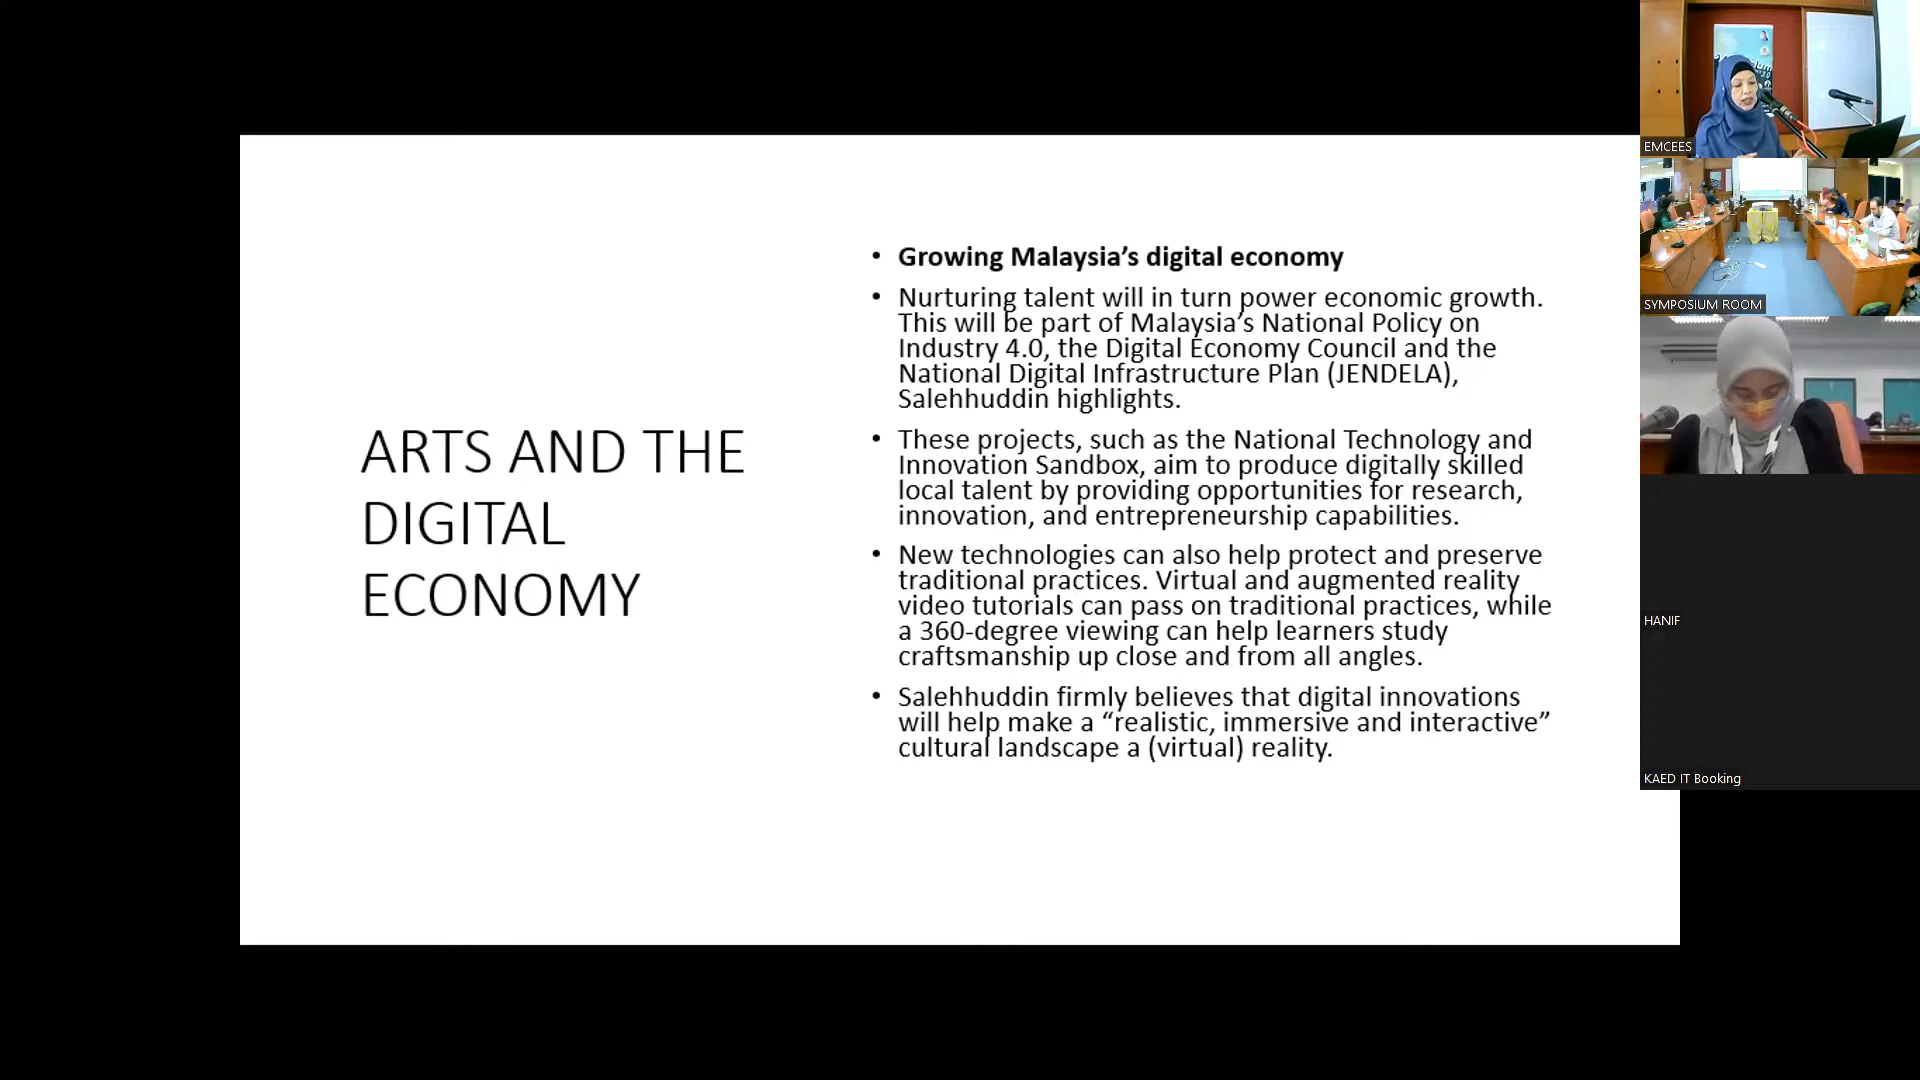 ARTS AND THE
DIGITAL
ECONOMY
• Growing Malaysia’s digital economy
• Nurturing talent will in turn power economic growth.
This will be part of Malaysia’s National Policy on
Industry 4.0, the Digital Economy Council and the
National Digital Infrastructure Plan (JENDELA),
Salehhuddin highlights.
• These projects, such as the National Technology and
Innovation Sandbox, aim to produce digitally skilled
local talent by providing opportunities for research,
innovation, and entrepreneurship capabilities.
• New technologies can also help protect and preserve
traditional practices. Virtual and augmented reality
video tutorials can pass on traditional practices, while
a 360-degree viewing can help learners study
craftsmanship up close and from all angles.
• Salehhuddin firmly believes that digital innovations
will help make a “realistic, immersive and interactive”
cultural landscape a (virtual) reality.
EMCEES
SYMPOSIUM ROOM
HANIF
KAED IT Booking